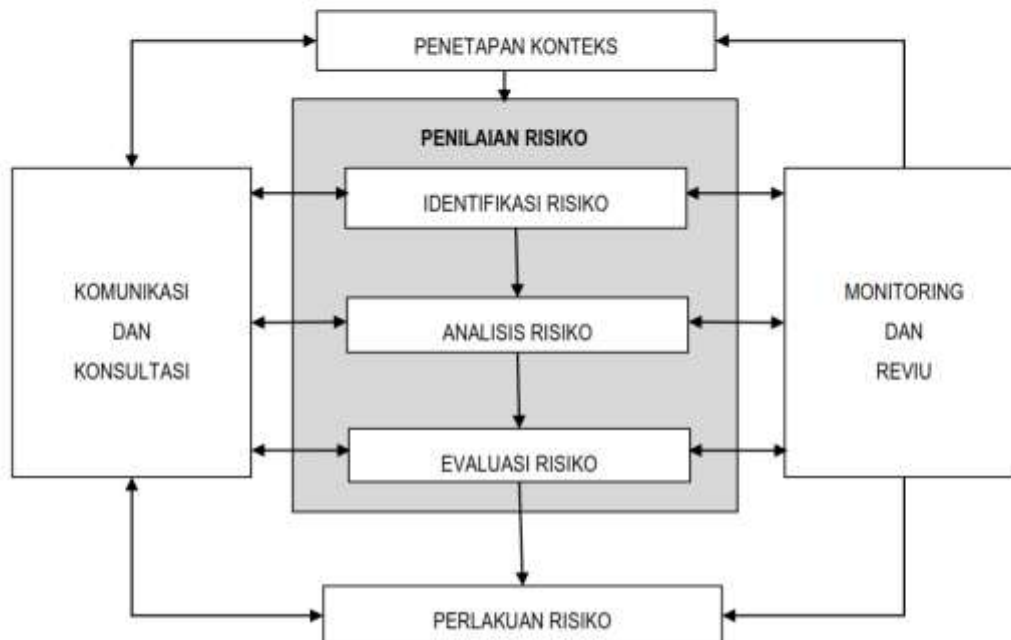 PENETAPAN KONTEKS
PENILAIAN RISIKO
IDENTIFIKASI RISIKO
KOMUNIKASI
DAN
KONSULTASI
ANALISIS RISIKO
MONITORING
DAN
REVIU
EVALUASI RISIKO
PERLAKUAN RISIKO